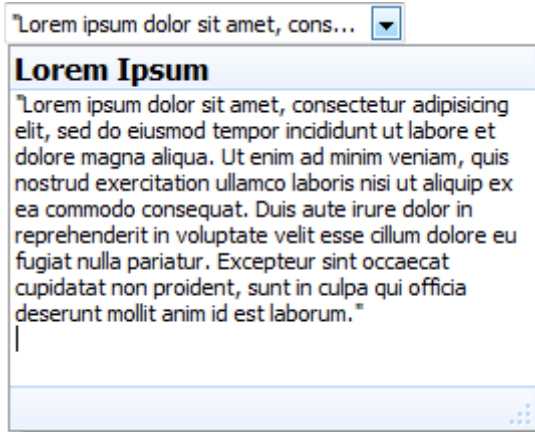 "Lorem ipsum dolor sit amet, cons...
Lorem Ipsum
"Lorem ipsum dolor sit amet, consectetur adipisicing
elit, sed do eiusmod tempor incididunt ut labore et
dolore magna aliqua. Ut enim ad minim veniam, quis
nostrud exercitation ullamco laboris nisi ut aliquip ex
ea commodo consequat. Duis aute irure dolor in
reprehenderit in voluptate velit esse cillum dolore eu
fugiat nulla pariatur. Excepteur sint occaecat
cupidatat non proident, sunt in culpa qui officia
deserunt mollit anim id est laborum."